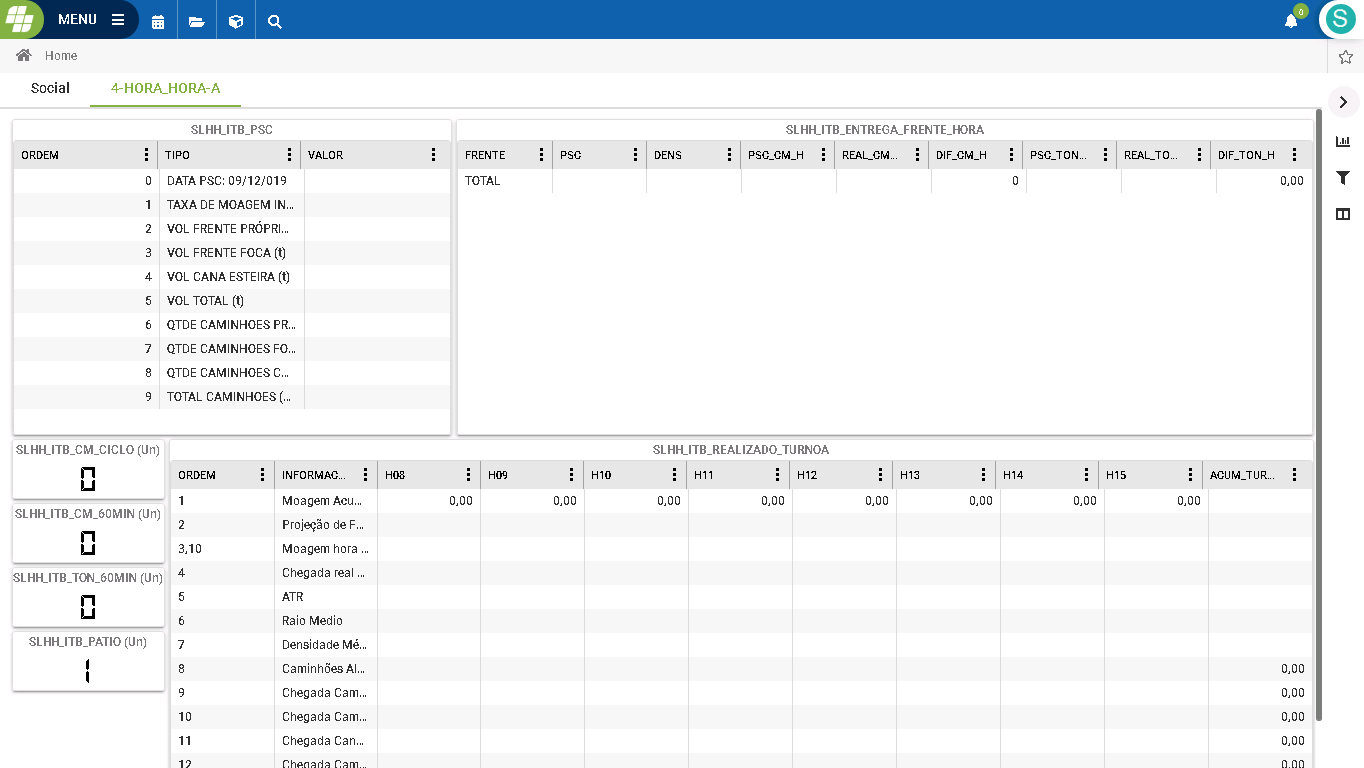 MENU
0
S
Home
Social 4-HORA_HORA-A
SLHH_ITB_PSC
ORDEM TIPO VALOR
0 DATA PSC: 09/12/019
1 TAXA DE MOAGEM IN...
2 VOL FRENTE PRÓPRI...
3 VOL FRENTE FOCA (t)
4 VOL CANA ESTEIRA (t)
5 VOL TOTAL (t)
6 QTDE CAMINHOES PR...
7 QTDE CAMINHOES FO...
8 QTDE CAMINHOES C...
9 TOTAL CAMINHOES (...
SLHH_ITB_ENTREGA_FRENTE_HORA
FRENTE PSC DENS PSC_CM_H REAL_CM... DIF_CM_H PSC_TON... REAL_TO... DIF_TON_H
TOTAL 0 0,00
SLHH_ITB_CM_CICLO (Un)
0
SLHH_ITB_CM_60MIN (Un)
0
SLHH_ITB_TON_60MIN (Un)
0
SLHH_ITB_PATIO (Un)
1
SLHH_ITB_REALIZADO_TURNOA
ORDEM INFORMAC... H08 H09 H10 H11 H12 H13 H14 H15 ACUM_TUR...
1 Moagem Acu... 0,00 0,00 0,00 0,00 0,00 0,00 0,00 0,00
2 Projeção de F...
3,10 Moagem hora ...
4 Chegada real ...
5 ATR
6 Raio Medio
7 Densidade Mé...
8 Caminhões Al... 0,00
9 Chegada Cam... 0,00
10 Chegada Cam... 0,00
11 Chegada Can... 0,00
12 Chegada Cam... 0,00